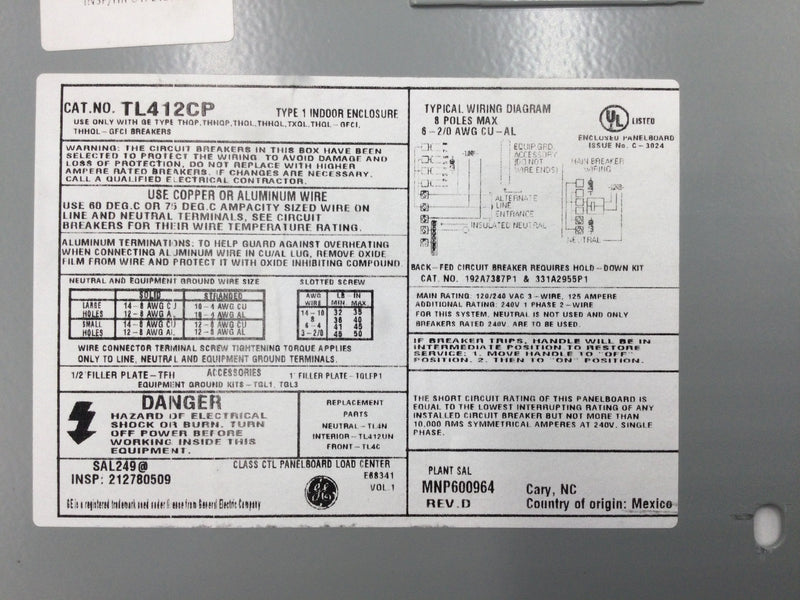 CAT.NO. TL412CP TYPE 1 INDOOR ENCLOSURE
USE ONLY WITH GE TYPE THQP,THHQP,THQL,THHQL,TXQL,THQL-GFCI,
THHQL-GFCI BREAKERS
WARNING: THE CIRCUIT BREAKERS IN THIS BOX HAVE BEEN
SELECTED TO PROTECT THE WIRING. TO AVOID DAMAGE AND
LOSS OF PROTECTION, DO NOT REPLACE WITH HIGHER
AMPERE RATED BREAKERS. IF CHANGES ARE NECESSARY,
CALL A QUALIFIED ELECTRICAL CONTRACTOR.
USE COPPER OR ALUMINUM WIRE
USE 60 DEG.C OR 75 DEG.C AMPACITY SIZED WIRE ON
LINE AND NEUTRAL TERMINALS, SEE CIRCUIT
BREAKERS FOR THEIR WIRE TEMPERATURE RATING.
ALUMINUM TERMINATIONS: TO HELP GUARD AGAINST OVERHEATING
WHEN CONNECTING ALUMINUM WIRE IN CU/AL LUG, REMOVE OXIDE
FILM FROM WIRE AND PROTECT IT WITH OXIDE INHIBITING COMPOUND.
NEUTRAL AND EQUIPMENT GROUND WIRE SIZE
SOLID STRANDED
LARGE HOLES 14-8 AWG CU 10-4 AWG CU
12-8 AWG AL 10-4 AWG AL
SMALL HOLES 14-8 AWG CU 12-8 AWG CU
12-8 AWG AL 12-8 AWG AL
SLOTTED SCREW
AWG WIRE LB MIN IN MAX
14-10 32 35
8 36 40
6-4 41 45
3-2/0 45 50
WIRE CONNECTOR TERMINAL SCREW TIGHTENING TORQUE APPLIES
ONLY TO LINE, NEUTRAL AND EQUIPMENT GROUND TERMINALS.
ACCESSORIES
1/2" FILLER PLATE-TFH 1" FILLER PLATE-TQLFP1
EQUIPMENT GROUND KITS-TGL1, TGL3
DANGER
HAZARD OF ELECTRICAL
SHOCK OR BURN. TURN
OFF POWER BEFORE
WORKING INSIDE THIS
EQUIPMENT.
REPLACEMENT
PARTS
NEUTRAL-TL4N
INTERIOR-TL412UN
FRONT-TL4C
SAL249@
INSP: 212780509
CLASS CTL PANELBOARD LOAD CENTER
E68341
VOL.1
GE is a registered trademark used under license from General Electric Company
TYPICAL WIRING DIAGRAM
8 POLES MAX
6-2/0 AWG CU-AL
UL LISTED
ENCLOSED PANELBOARD
ISSUE No. C-3024
LINE
EQUIP GRD.
ACCESSORY
WIRE ENDS)
ALTERNATE
LINE
ENTRANCE
INSULATED NEUTRAL
MAIN BREAKER
WIRING
NEUTRAL
BACK-FED CIRCUIT BREAKER REQUIRES HOLD-DOWN KIT
CAT. NO. 192A7387P1 & 331A2955P1
MAIN RATING: 120/240 VAC 3-WIRE, 125 AMPERE
ADDITIONAL RATING: 240V 1 PHASE 2-WIRE
FOR THIS SYSTEM, NEUTRAL IS NOT USED AND ONLY
BREAKERS RATED 240V. ARE TO BE USED.
IF BREAKER TRIPS, HANDLE WILL BE IN
INTERMEDIATE POSITION TO RESTORE
SERVICE: 1. MOVE HANDLE TO "OFF"
POSITION. 2. THEN TO "ON" POSITION.
THE SHORT CIRCUIT RATING OF THIS PANELBOARD IS
EQUAL TO THE LOWEST INTERRUPTING RATING OF ANY
INSTALLED CIRCUIT BREAKER BUT NOT MORE THAN
10,000 RMS SYMMETRICAL AMPERES AT 240V. SINGLE
PHASE.
PLANT SAL
MNP600964 Cary, NC
REV.D Country of origin: Mexico